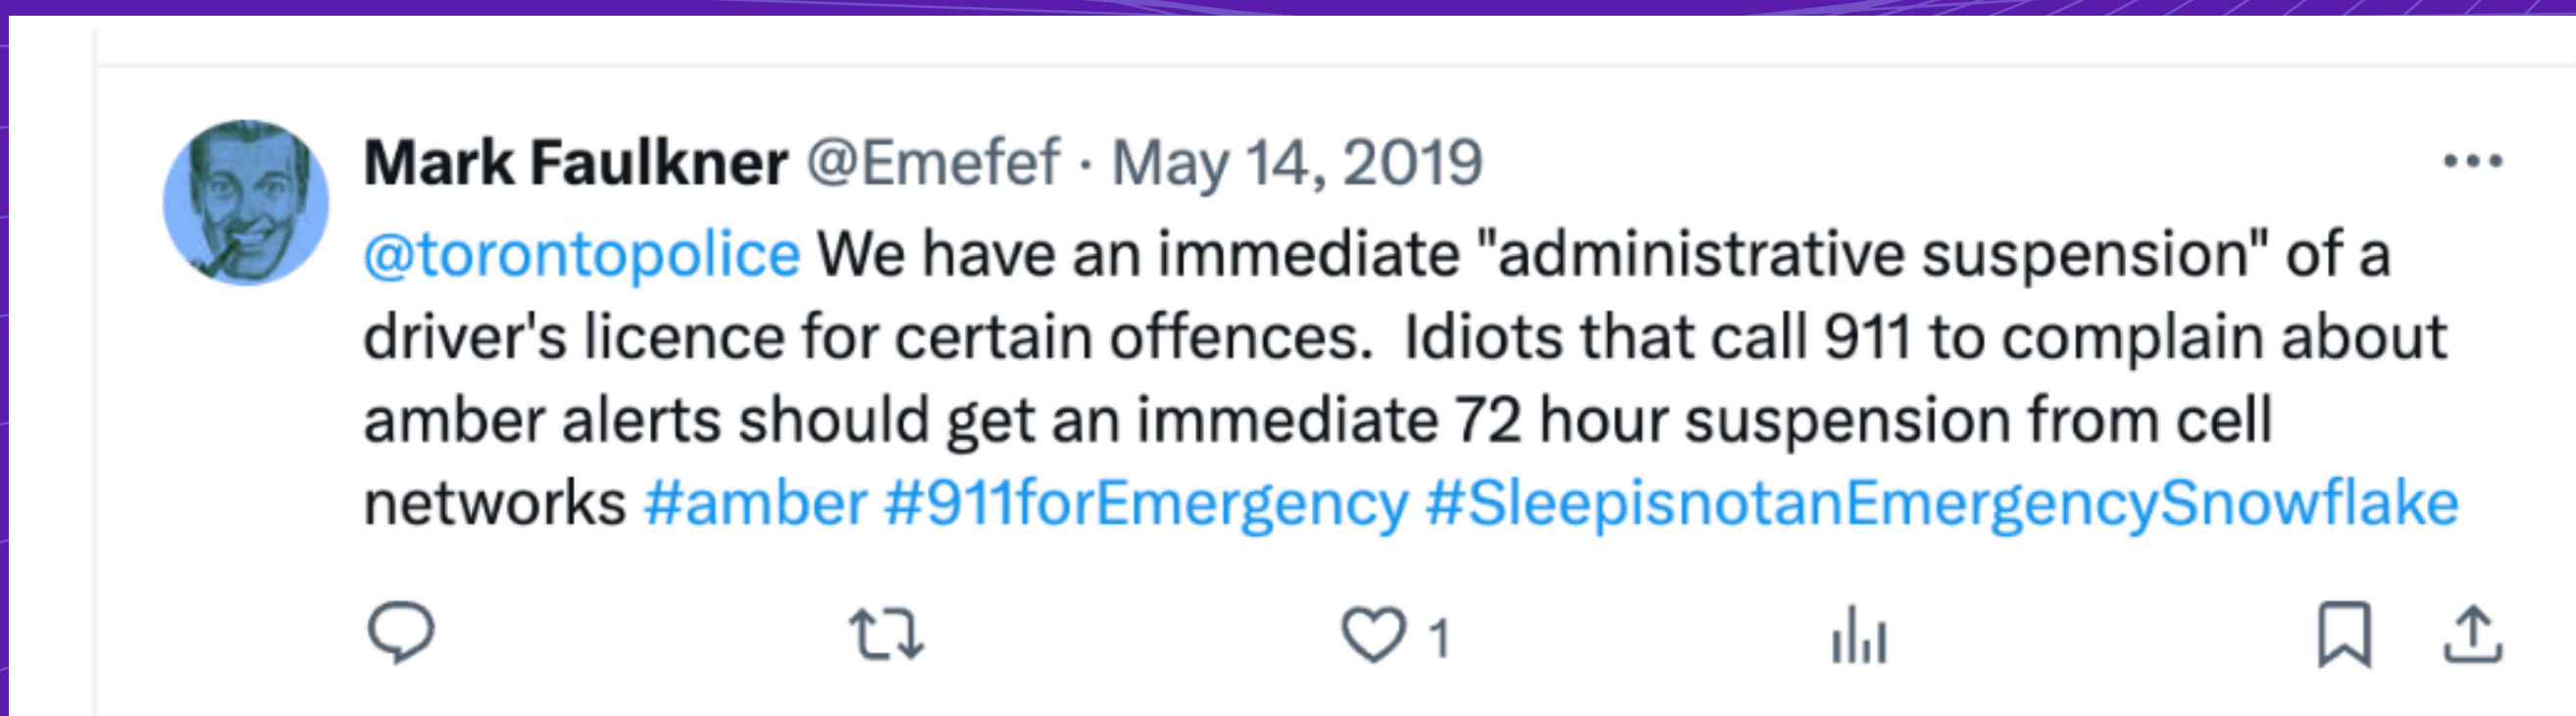 Mark Faulkner @Emefef · May 14, 2019
@torontopolice We have an immediate "administrative suspension" of a
driver's licence for certain offences.  Idiots that call 911 to complain about
amber alerts should get an immediate 72 hour suspension from cell
networks #amber #911forEmergency #SleepisnotanEmergencySnowflake
1